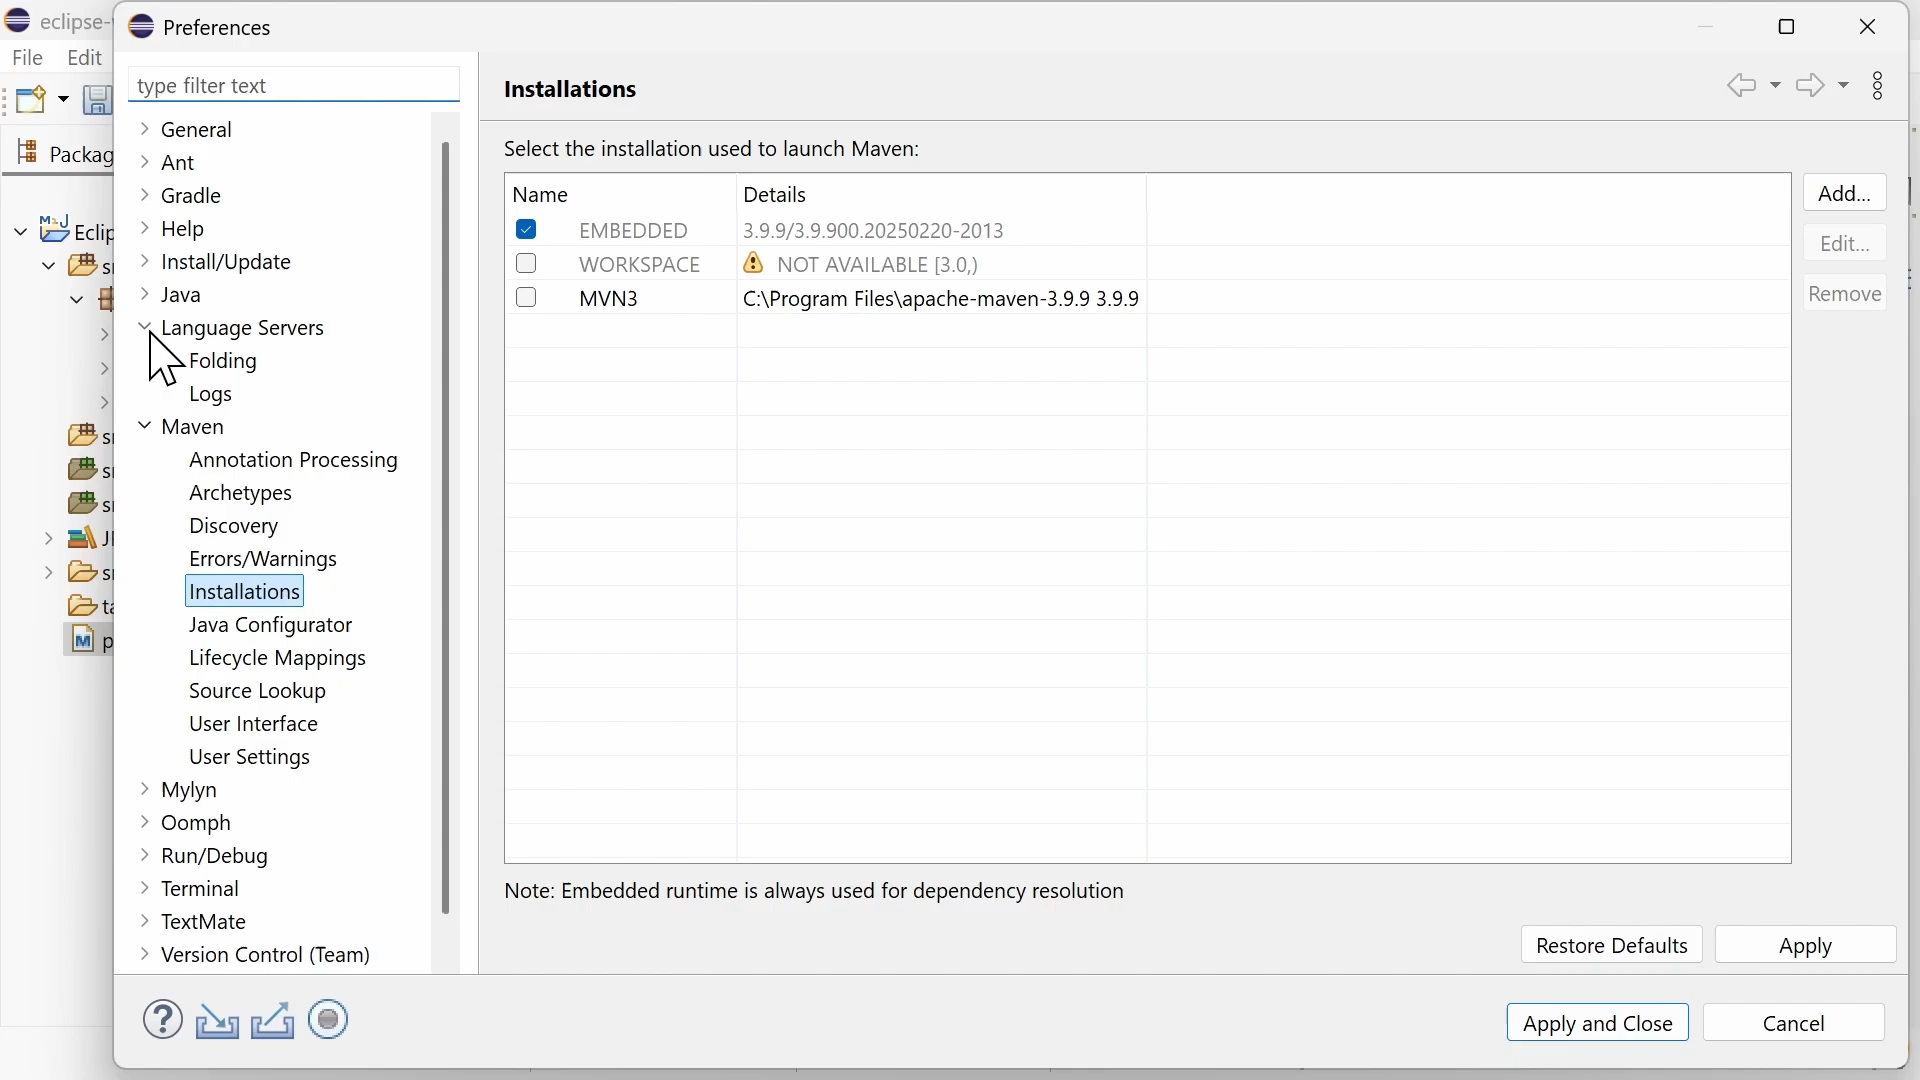 eclipse-
Preferences
File Edit
type filter text
Packag
General
Ant
Gradle
Help
Install/Update
Java
Language Servers
Folding
Logs
Maven
Annotation Processing
Archetypes
Discovery
Errors/Warnings
Installations
Java Configurator
Lifecycle Mappings
Source Lookup
User Interface
User Settings
Mylyn
Oomph
Run/Debug
Terminal
TextMate
Version Control (Team)
Eclip
Installations
Select the installation used to launch Maven:
Name Details
EMBEDDED 3.9.9/3.9.900.20250220-2013
WORKSPACE NOT AVAILABLE [3.0,)
MVN3 C:\Program Files\apache-maven-3.9.9 3.9.9
Add...
Edit...
Remove
Note: Embedded runtime is always used for dependency resolution
Restore Defaults Apply
Apply and Close Cancel